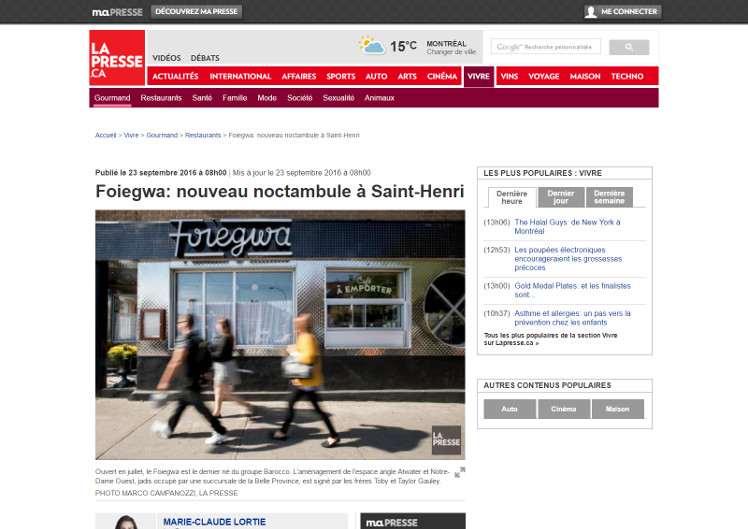 ma PRESSE
DÉCOUVREZ MA PRESSE
ME CONNECTER
LA PRESSE .CA
VIDÉOS DÉBATS
15°C
MONTRÉAL
Changer de ville
Google Recherche personnalisée
ACTUALITÉS INTERNATIONAL AFFAIRES SPORTS AUTO ARTS CINÉMA VIVRE VINS VOYAGE MAISON TECHNO
Gourmand Restaurants Santé Famille Mode Société Sexualité Animaux
Accueil > Vivre > Gourmand > Restaurants > Foiegwa: nouveau noctambule à Saint-Henri
Publié le 23 septembre 2016 à 08h00 | Mis à jour le 23 septembre 2016 à 08h00
Foiegwa: nouveau noctambule à Saint-Henri
Foiegwa
Café
À EMPORTER
LA PRESSE
Ouvert en juillet, le Foiegwa est le dernier né du groupe Barocco. L'aménagement de l'espace angle Atwater et Notre-
Dame Ouest, jadis occupé par une succursale de la Belle Province, est signé par les frères Toby et Taylor Gauley.
PHOTO MARCO CAMPANOZZI, LA PRESSE
MARIE-CLAUDE LORTIE
ma PRESSE
LES PLUS POPULAIRES : VIVRE
Dernière heure
Dernier jour
Dernière semaine
(13h06) The Halal Guys: de New York à
Montréal
(12h53) Les poupées électroniques
encourageraient les grossesses
précoces
(13h00) Gold Medal Plates: et les finalistes
sont...
(10h37) Asthme et allergies: un pas vers la
prévention chez les enfants
Tous les plus populaires de la section Vivre
sur Lapresse.ca »
AUTRES CONTENUS POPULAIRES
Auto Cinéma Maison